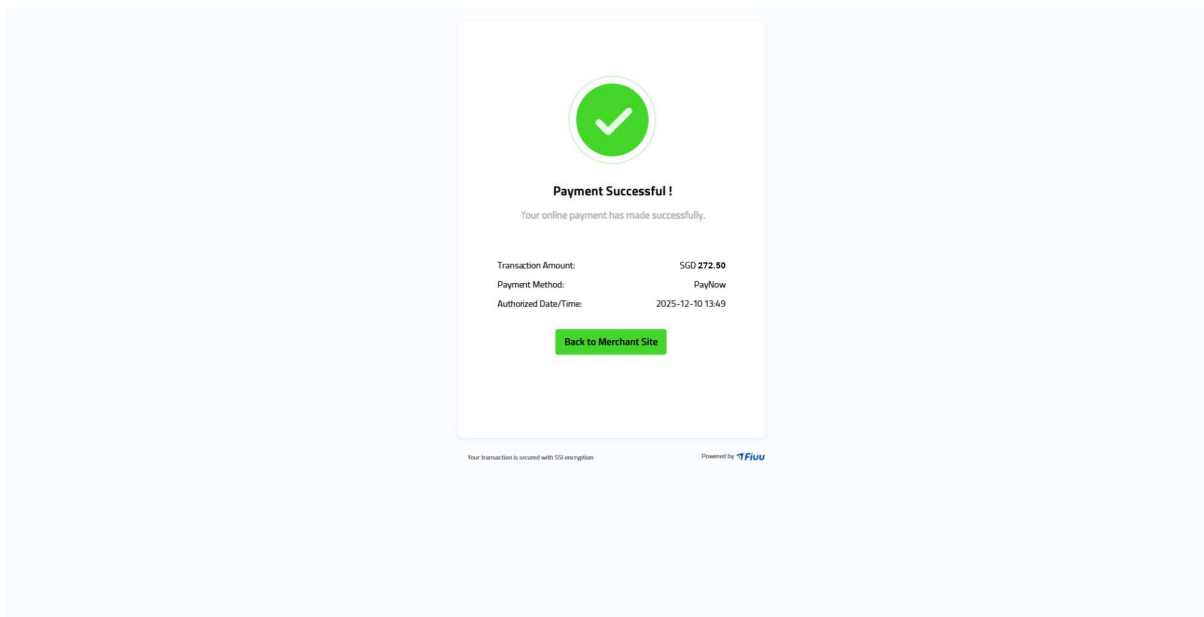 Payment Successful !
Your online payment has made successfully.
Transaction Amount: SGD 272.50
Payment Method: PayNow
Authorized Date/Time: 2025-12-10 13:49
Back to Merchant Site
Your transaction is secured with SSl encryption Powered by Fiuu